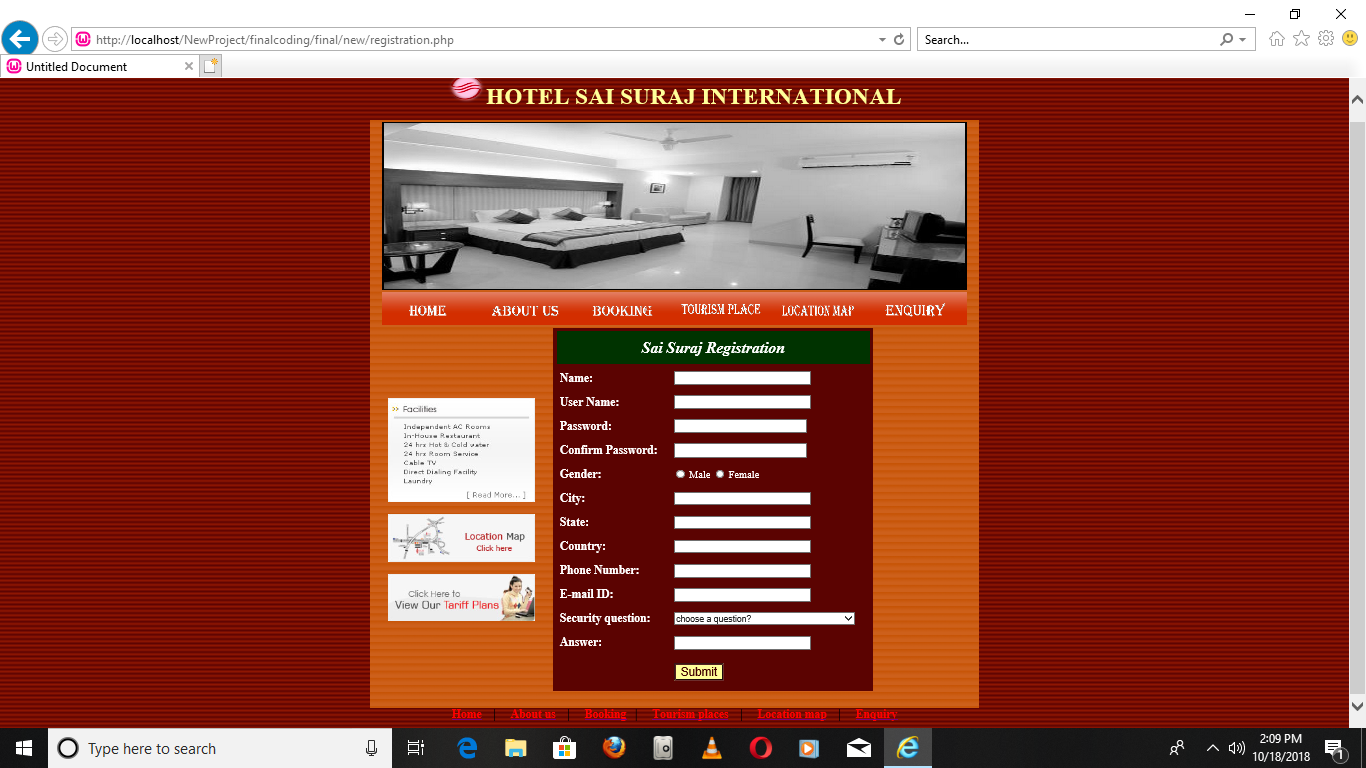 http://localhost/NewProject/finalcoding/final/new/registration.php
Search...
Untitled Document
HOTEL SAI SURAJ INTERNATIONAL
HOME ABOUT US BOOKING TOURISM PLACE LOCATION MAP ENQUIRY
Sai Suraj Registration
Name:
User Name:
Password:
Confirm Password:
Gender: Male Female
City:
State:
Country:
Phone Number:
E-mail ID:
Security question: choose a question?
Answer:
Submit
>> Facilities
Independent AC Rooms
In-House Restaurant
24 hrs Hot & Cold water
24 hrs Room Service
Cable TV
Direct Dialing Facility
Laundry
[ Read More... ]
Location Map
Click here
Click Here to
View Our Tariff Plans
Home About us Booking Tourism places Location map Enquiry
Type here to search
2:09 PM
10/18/2018
1